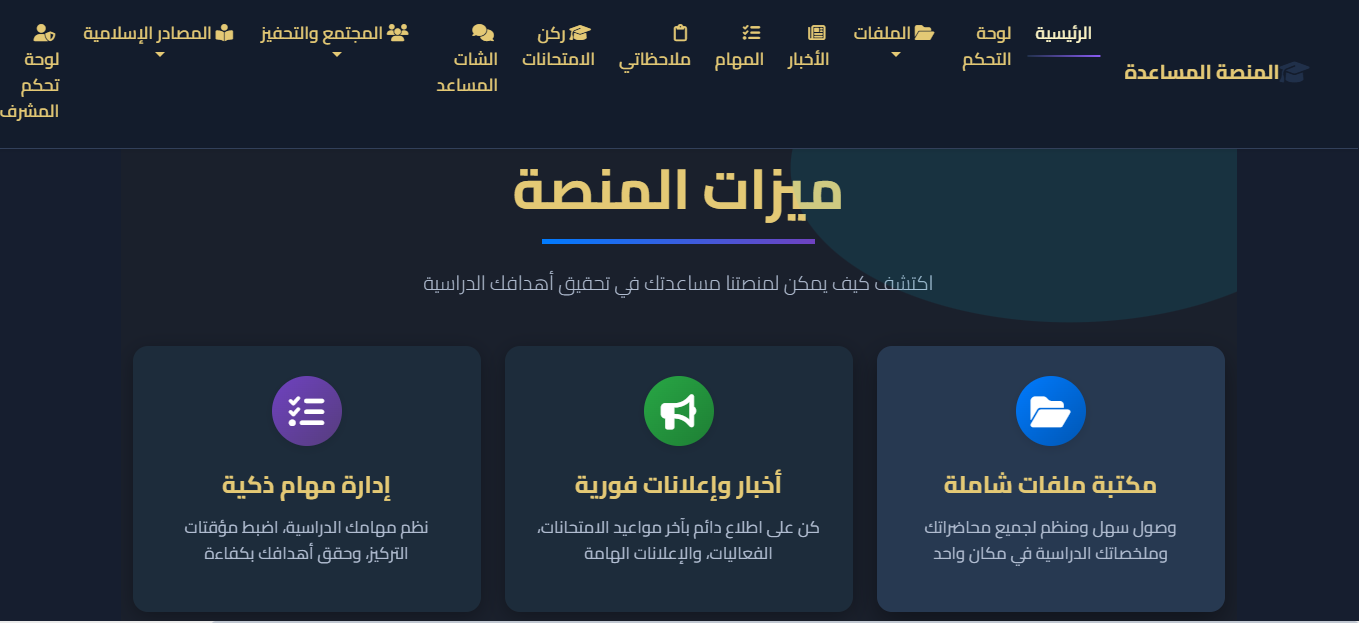 المنصة المساعدة
الرئيسية
لوحة
التحكم
الملفات
الأخبار
المهام
ملاحظاتي
ركن
الامتحانات
الشات
المساعد
المجتمع والتحفيز
المصادر الإسلامية
لوحة
تحكم
المشرف
ميزات المنصة
اكتشف كيف يمكن لمنصتنا مساعدتك في تحقيق أهدافك الدراسية
مكتبة ملفات شاملة
وصول سهل ومنظم لجميع محاضراتك
وملخصاتك الدراسية في مكان واحد
أخبار وإعلانات فورية
كن على اطلاع دائم بآخر مواعيد الامتحانات،
الفعاليات، والإعلانات الهامة
إدارة مهام ذكية
نظم مهامك الدراسية، اضبط مؤقتات
التركيز، وحقق أهدافك بكفاءة